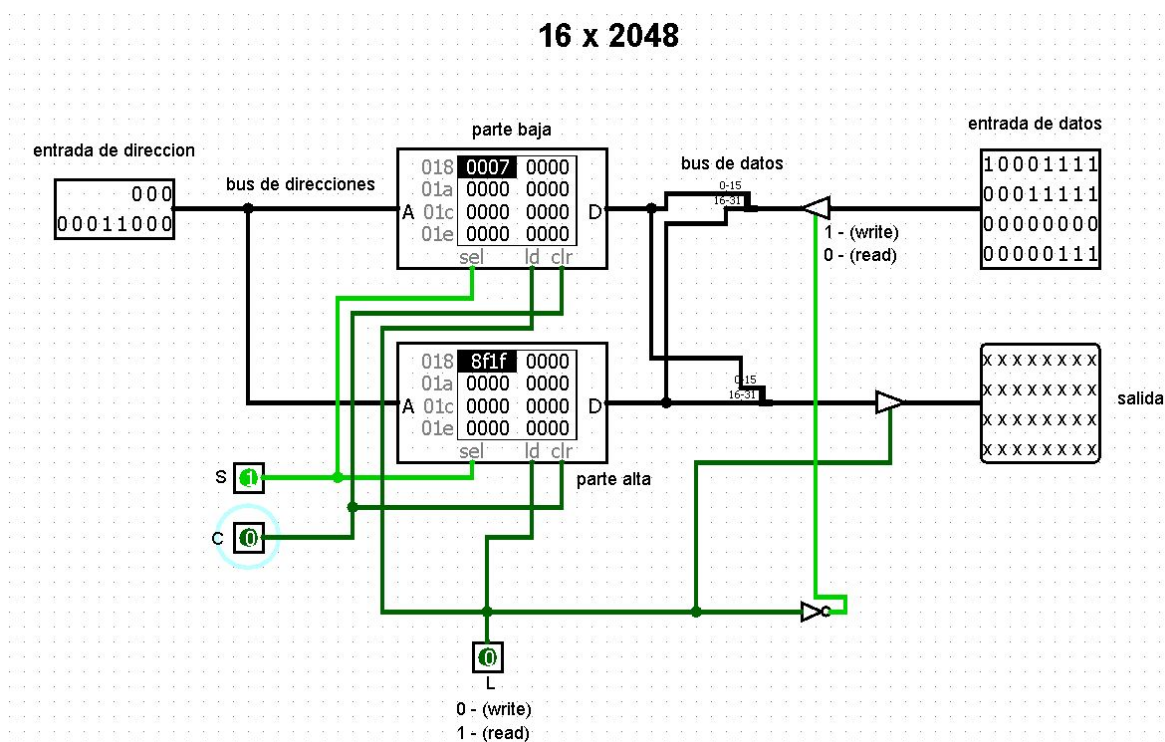 16 x 2048
parte baja
entrada de datos
entrada de direccion
bus de direcciones
bus de datos
000
00011000
A
018 0007 0000
01a 0000 0000
01c 0000 0000
01e 0000 0000
D
sel ld clr
0-15
16-31
10001111
00011111
00000000
00000111
1 - (write)
0 - (read)
A
018 8f1f 0000
01a 0000 0000
01c 0000 0000
01e 0000 0000
D
sel ld clr
parte alta
0-15
16-31
xxxxxxxx
xxxxxxxx
xxxxxxxx
xxxxxxxx
salida
S 1
C 0
0
L
0 - (write)
1 - (read)